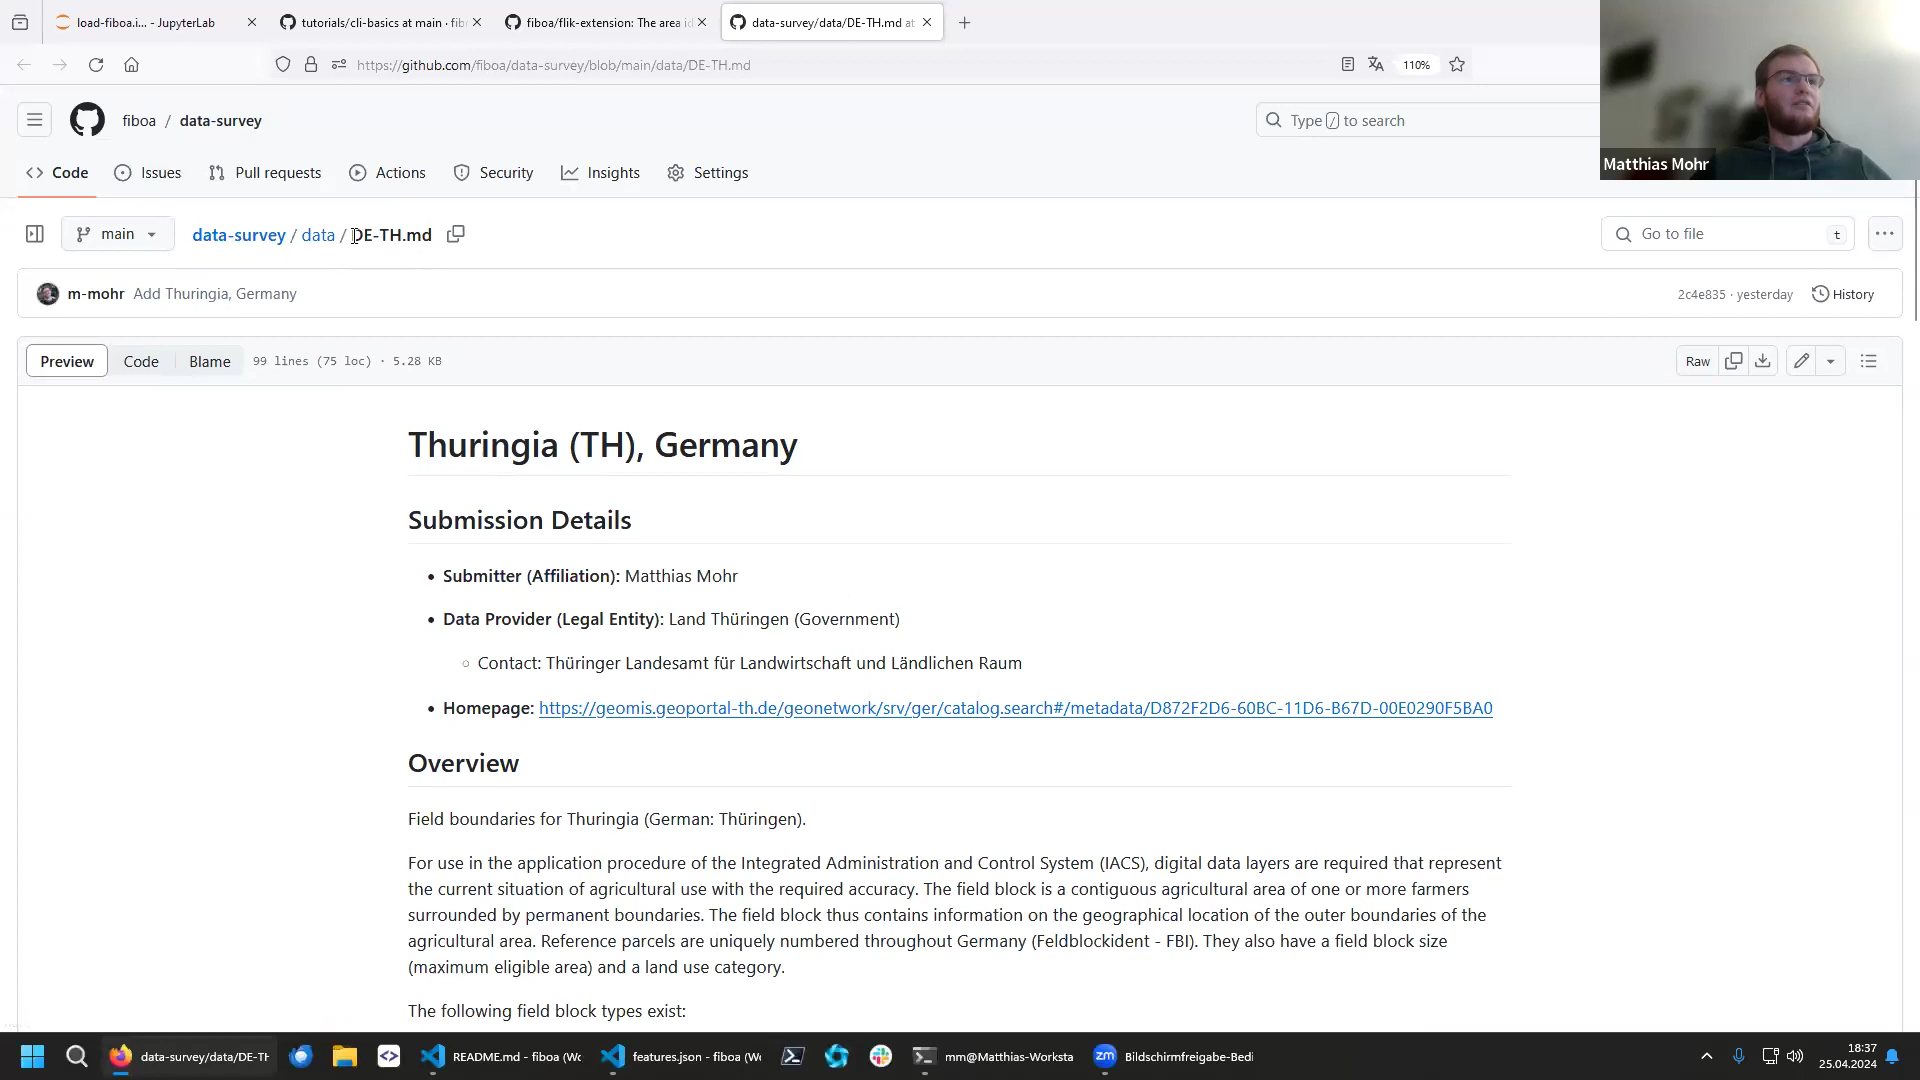 load-fiboa.i... - JupyterLab
tutorials/cli-basics at main · fib
fiboa/flik-extension: The area id
data-survey/data/DE-TH.md at
https://github.com/fiboa/data-survey/blob/main/data/DE-TH.md
110%
fiboa / data-survey
Type / to search
Matthias Mohr
Code
Issues
Pull requests
Actions
Security
Insights
Settings
main
data-survey / data / DE-TH.md
Go to file
t
m-mohr Add Thuringia, Germany
2c4e835 · yesterday
History
Preview
Code
Blame
99 lines (75 loc) · 5.28 KB
Raw
Thuringia (TH), Germany
Submission Details
• Submitter (Affiliation): Matthias Mohr
• Data Provider (Legal Entity): Land Thüringen (Government)
◦ Contact: Thüringer Landesamt für Landwirtschaft und Ländlichen Raum
• Homepage: https://geomis.geoportal-th.de/geonetwork/srv/ger/catalog.search#/metadata/D872F2D6-60BC-11D6-B67D-00E0290F5BA0
Overview
Field boundaries for Thuringia (German: Thüringen).
For use in the application procedure of the Integrated Administration and Control System (IACS), digital data layers are required that represent
the current situation of agricultural use with the required accuracy. The field block is a contiguous agricultural area of one or more farmers
surrounded by permanent boundaries. The field block thus contains information on the geographical location of the outer boundaries of the
agricultural area. Reference parcels are uniquely numbered throughout Germany (Feldblockident - FBI). They also have a field block size
(maximum eligible area) and a land use category.
The following field block types exist:
data-survey/data/DE-TH
README.md - fiboa (Wo
features.json - fiboa (Wo
mm@Matthias-Worksta
zm
Bildschirmfreigabe-Bedi
18:37
25.04.2024